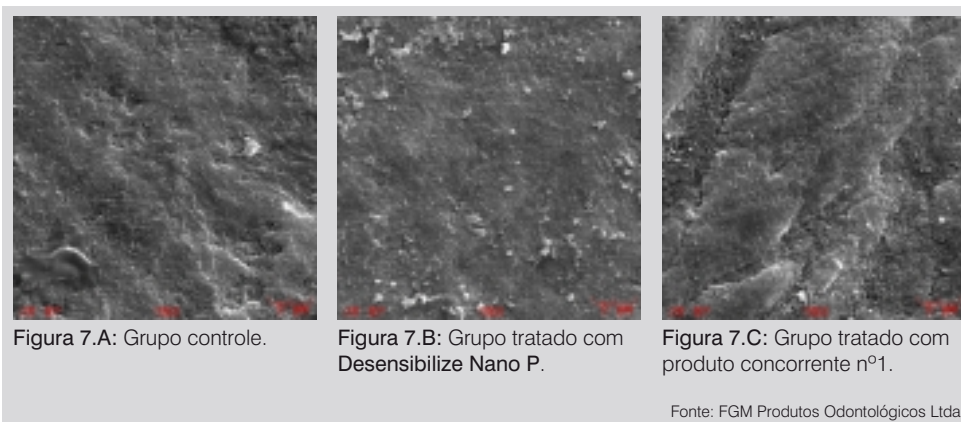 Figura 7.A: Grupo controle.
Figura 7.B: Grupo tratado com
Desensibilize Nano P.
Figura 7.C: Grupo tratado com
produto concorrente nº1.
Fonte: FGM Produtos Odontológicos Ltda